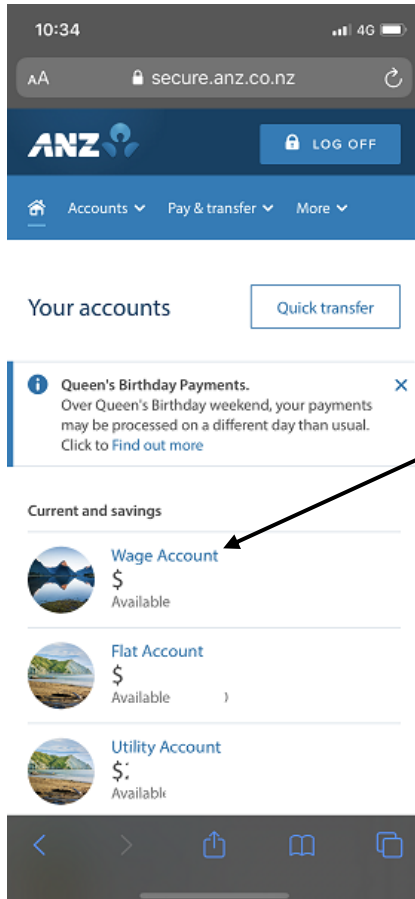 10:34
4G
AA
secure.anz.co.nz
ANZ
LOG OFF
Accounts
Pay & transfer
More
Your accounts
Quick transfer
Queen's Birthday Payments.
Over Queen's Birthday weekend, your payments
may be processed on a different day than usual.
Click to Find out more
Current and savings
Wage Account
$
Available
Flat Account
$
Available
Utility Account
$
Available